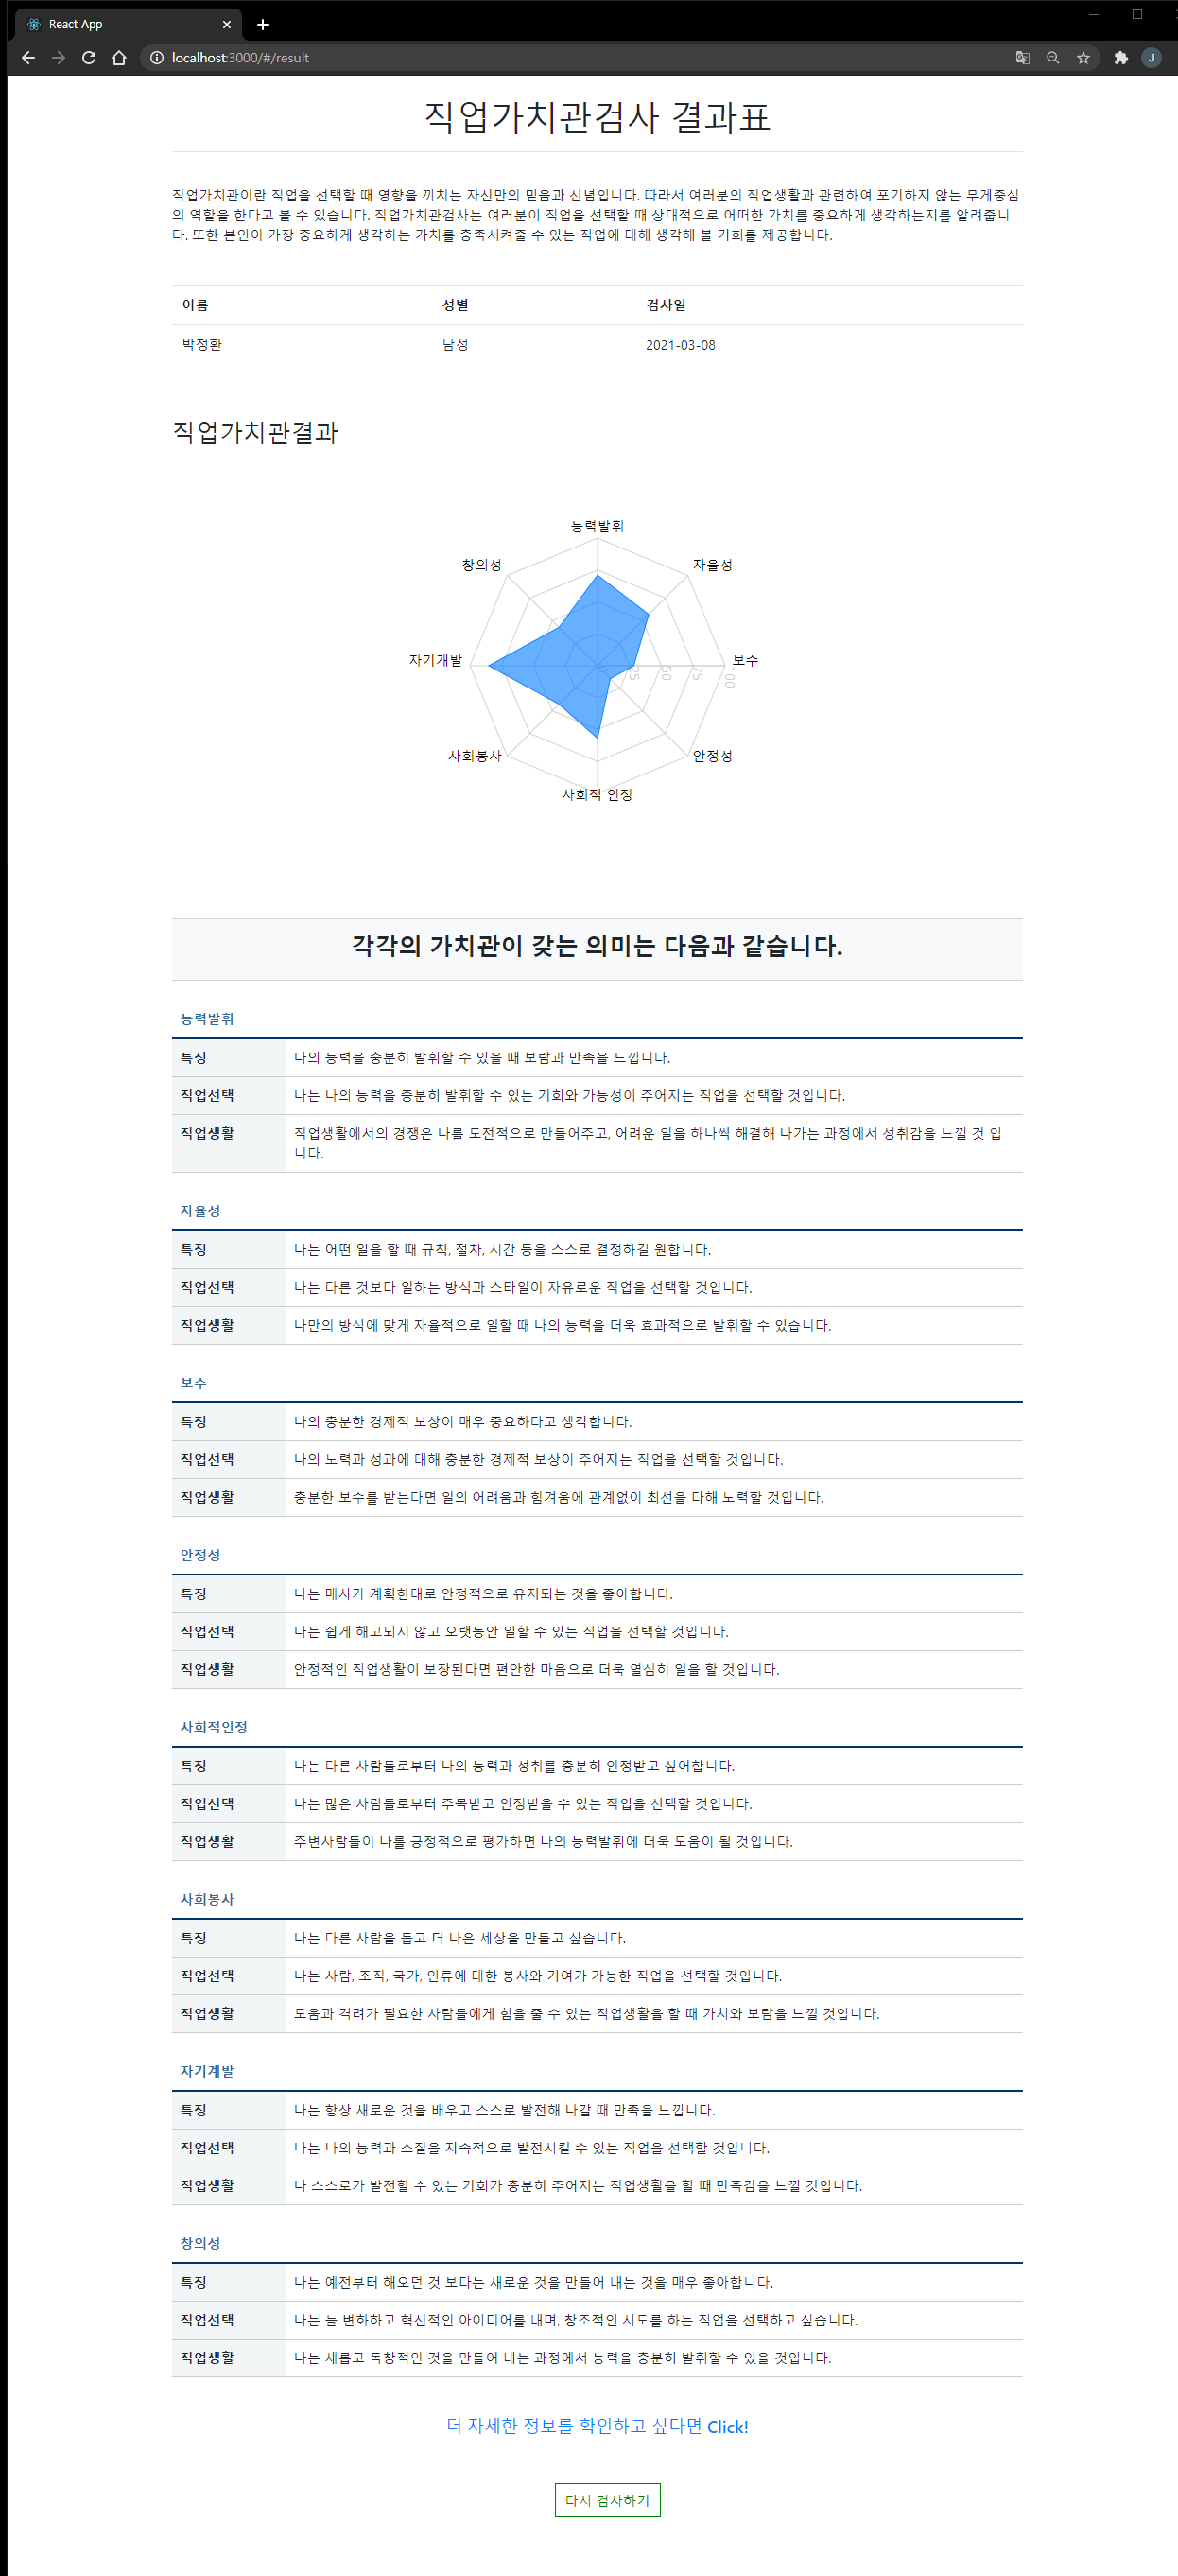 React App
localhost:3000/#/result
J
직업가치관검사 결과표
직업가치관이란 직업을 선택할 때 영향을 끼치는 자신만의 믿음과 신념입니다. 따라서 여러분의 직업생활과 관련하여 포기하지 않는 무게중심
의 역할을 한다고 볼 수 있습니다. 직업가치관검사는 여러분이 직업을 선택할 때 상대적으로 어떠한 가치를 중요하게 생각하는지를 알려줍니
다. 또한 본인이 가장 중요하게 생각하는 가치를 충족시켜줄 수 있는 직업에 대해 생각해 볼 기회를 제공합니다.
이름 성별 검사일
박정환 남성 2021-03-08
직업가치관결과
능력발휘
창의성 자율성
자기개발 보수
25 50 75 100
사회봉사 안정성
사회적 인정
각각의 가치관이 갖는 의미는 다음과 같습니다.
능력발휘
특징 나의 능력을 충분히 발휘할 수 있을 때 보람과 만족을 느낍니다.
직업선택 나는 나의 능력을 충분히 발휘할 수 있는 기회와 가능성이 주어지는 직업을 선택할 것입니다.
직업생활 직업생활에서의 경쟁은 나를 도전적으로 만들어주고, 어려운 일을 하나씩 해결해 나가는 과정에서 성취감을 느낄 것 입
니다.
자율성
특징 나는 어떤 일을 할 때 규칙, 절차, 시간 등을 스스로 결정하길 원합니다.
직업선택 나는 다른 것보다 일하는 방식과 스타일이 자유로운 직업을 선택할 것입니다.
직업생활 나만의 방식에 맞게 자율적으로 일할 때 나의 능력을 더욱 효과적으로 발휘할 수 있습니다.
보수
특징 나의 충분한 경제적 보상이 매우 중요하다고 생각합니다.
직업선택 나의 노력과 성과에 대해 충분한 경제적 보상이 주어지는 직업을 선택할 것입니다.
직업생활 충분한 보수를 받는다면 일의 어려움과 힘겨움에 관계없이 최선을 다해 노력할 것입니다.
안정성
특징 나는 매사가 계획한대로 안정적으로 유지되는 것을 좋아합니다.
직업선택 나는 쉽게 해고되지 않고 오랫동안 일할 수 있는 직업을 선택할 것입니다.
직업생활 안정적인 직업생활이 보장된다면 편안한 마음으로 더욱 열심히 일을 할 것입니다.
사회적인정
특징 나는 다른 사람들로부터 나의 능력과 성취를 충분히 인정받고 싶어합니다.
직업선택 나는 많은 사람들로부터 주목받고 인정받을 수 있는 직업을 선택할 것입니다.
직업생활 주변사람들이 나를 긍정적으로 평가하면 나의 능력발휘에 더욱 도움이 될 것입니다.
사회봉사
특징 나는 다른 사람을 돕고 더 나은 세상을 만들고 싶습니다.
직업선택 나는 사람, 조직, 국가, 인류에 대한 봉사와 기여가 가능한 직업을 선택할 것입니다.
직업생활 도움과 격려가 필요한 사람들에게 힘을 줄 수 있는 직업생활을 할 때 가치와 보람을 느낄 것입니다.
자기계발
특징 나는 항상 새로운 것을 배우고 스스로 발전해 나갈 때 만족을 느낍니다.
직업선택 나는 나의 능력과 소질을 지속적으로 발전시킬 수 있는 직업을 선택할 것입니다.
직업생활 나 스스로가 발전할 수 있는 기회가 충분히 주어지는 직업생활을 할 때 만족감을 느낄 것입니다.
창의성
특징 나는 예전부터 해오던 것 보다는 새로운 것을 만들어 내는 것을 매우 좋아합니다.
직업선택 나는 늘 변화하고 혁신적인 아이디어를 내며, 창조적인 시도를 하는 직업을 선택하고 싶습니다.
직업생활 나는 새롭고 독창적인 것을 만들어 내는 과정에서 능력을 충분히 발휘할 수 있을 것입니다.
더 자세한 정보를 확인하고 싶다면 Click!
다시 검사하기